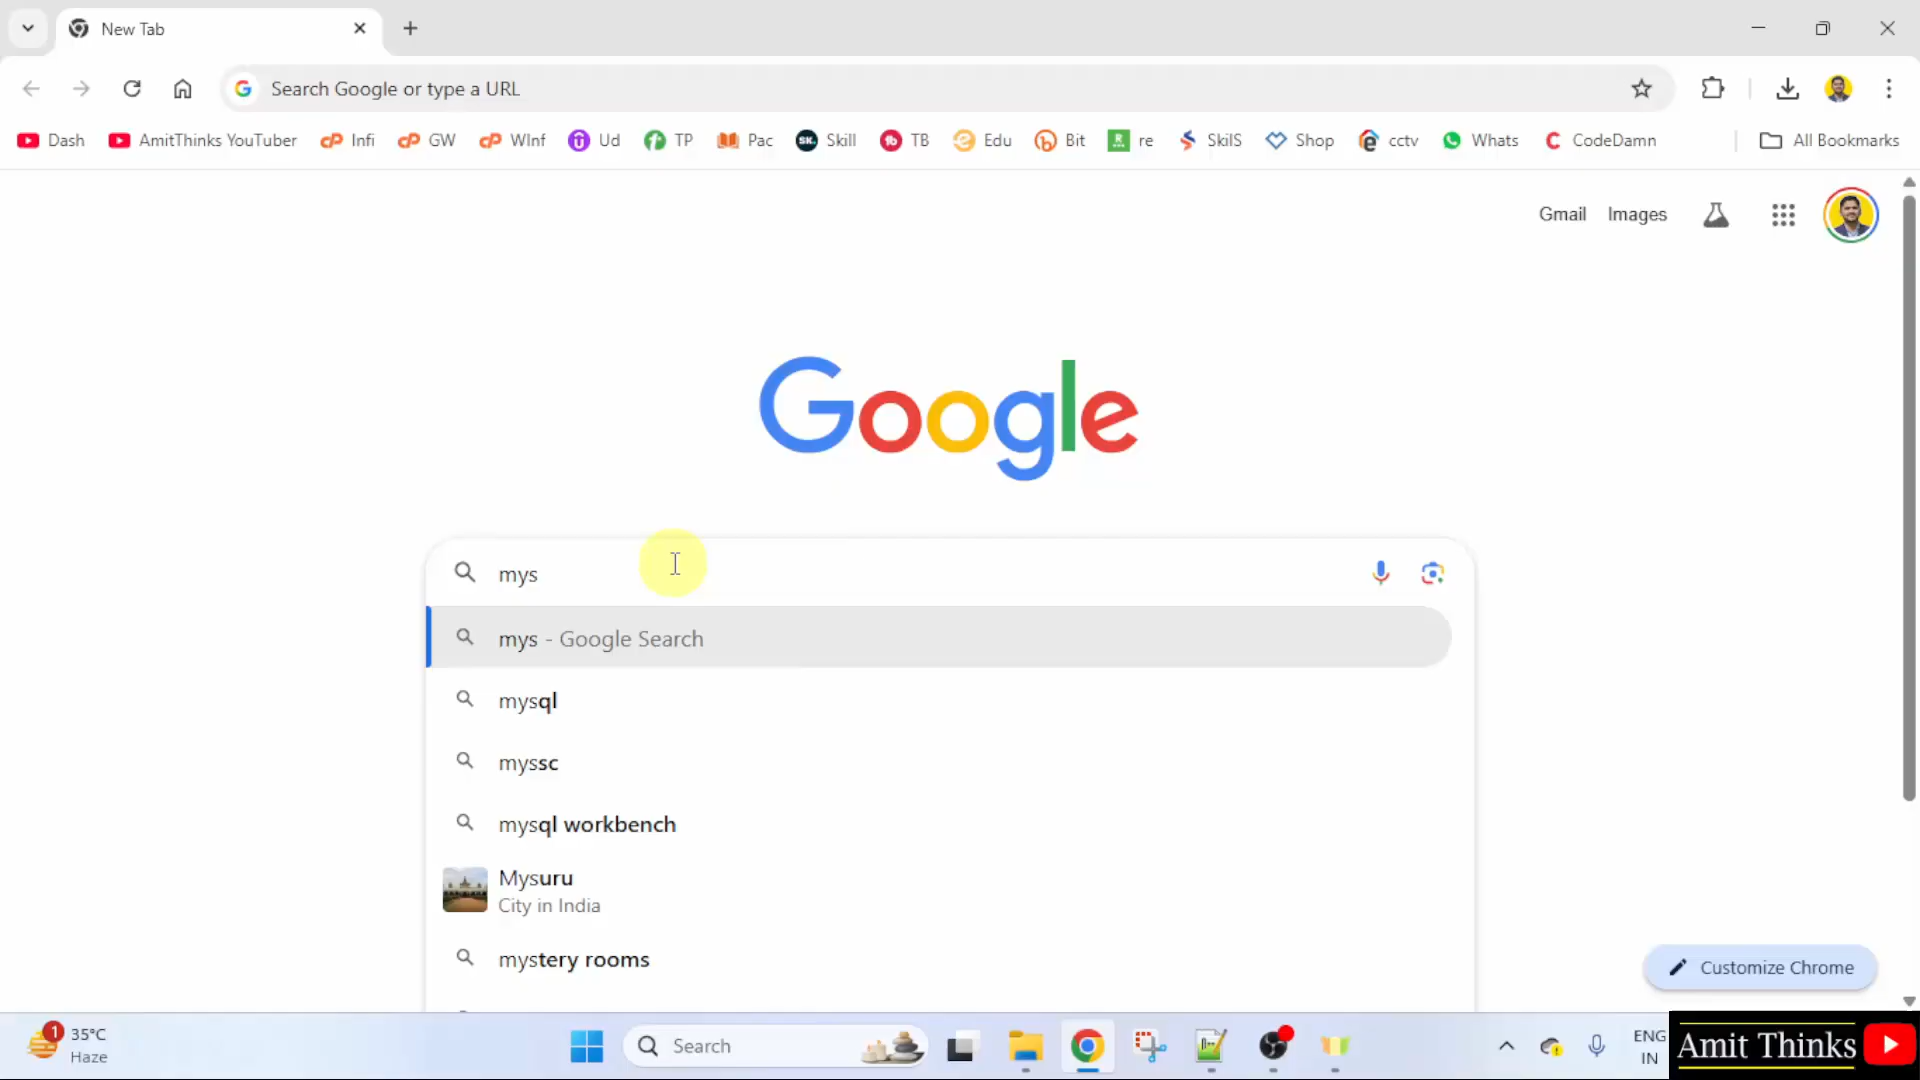 New Tab
Search Google or type a URL
Dash
AmitThinks YouTuber
Infi
GW
WInf
Ud
TP
Pac
Skill
TB
Edu
Bit
re
SkilS
Shop
cctv
Whats
CodeDamn
All Bookmarks
Gmail
Images
Google
mys
mys - Google Search
mysql
myssc
mysql workbench
Mysuru
City in India
mystery rooms
Customize Chrome
1
35°C
Haze
Search
ENG
IN
Amit Thinks